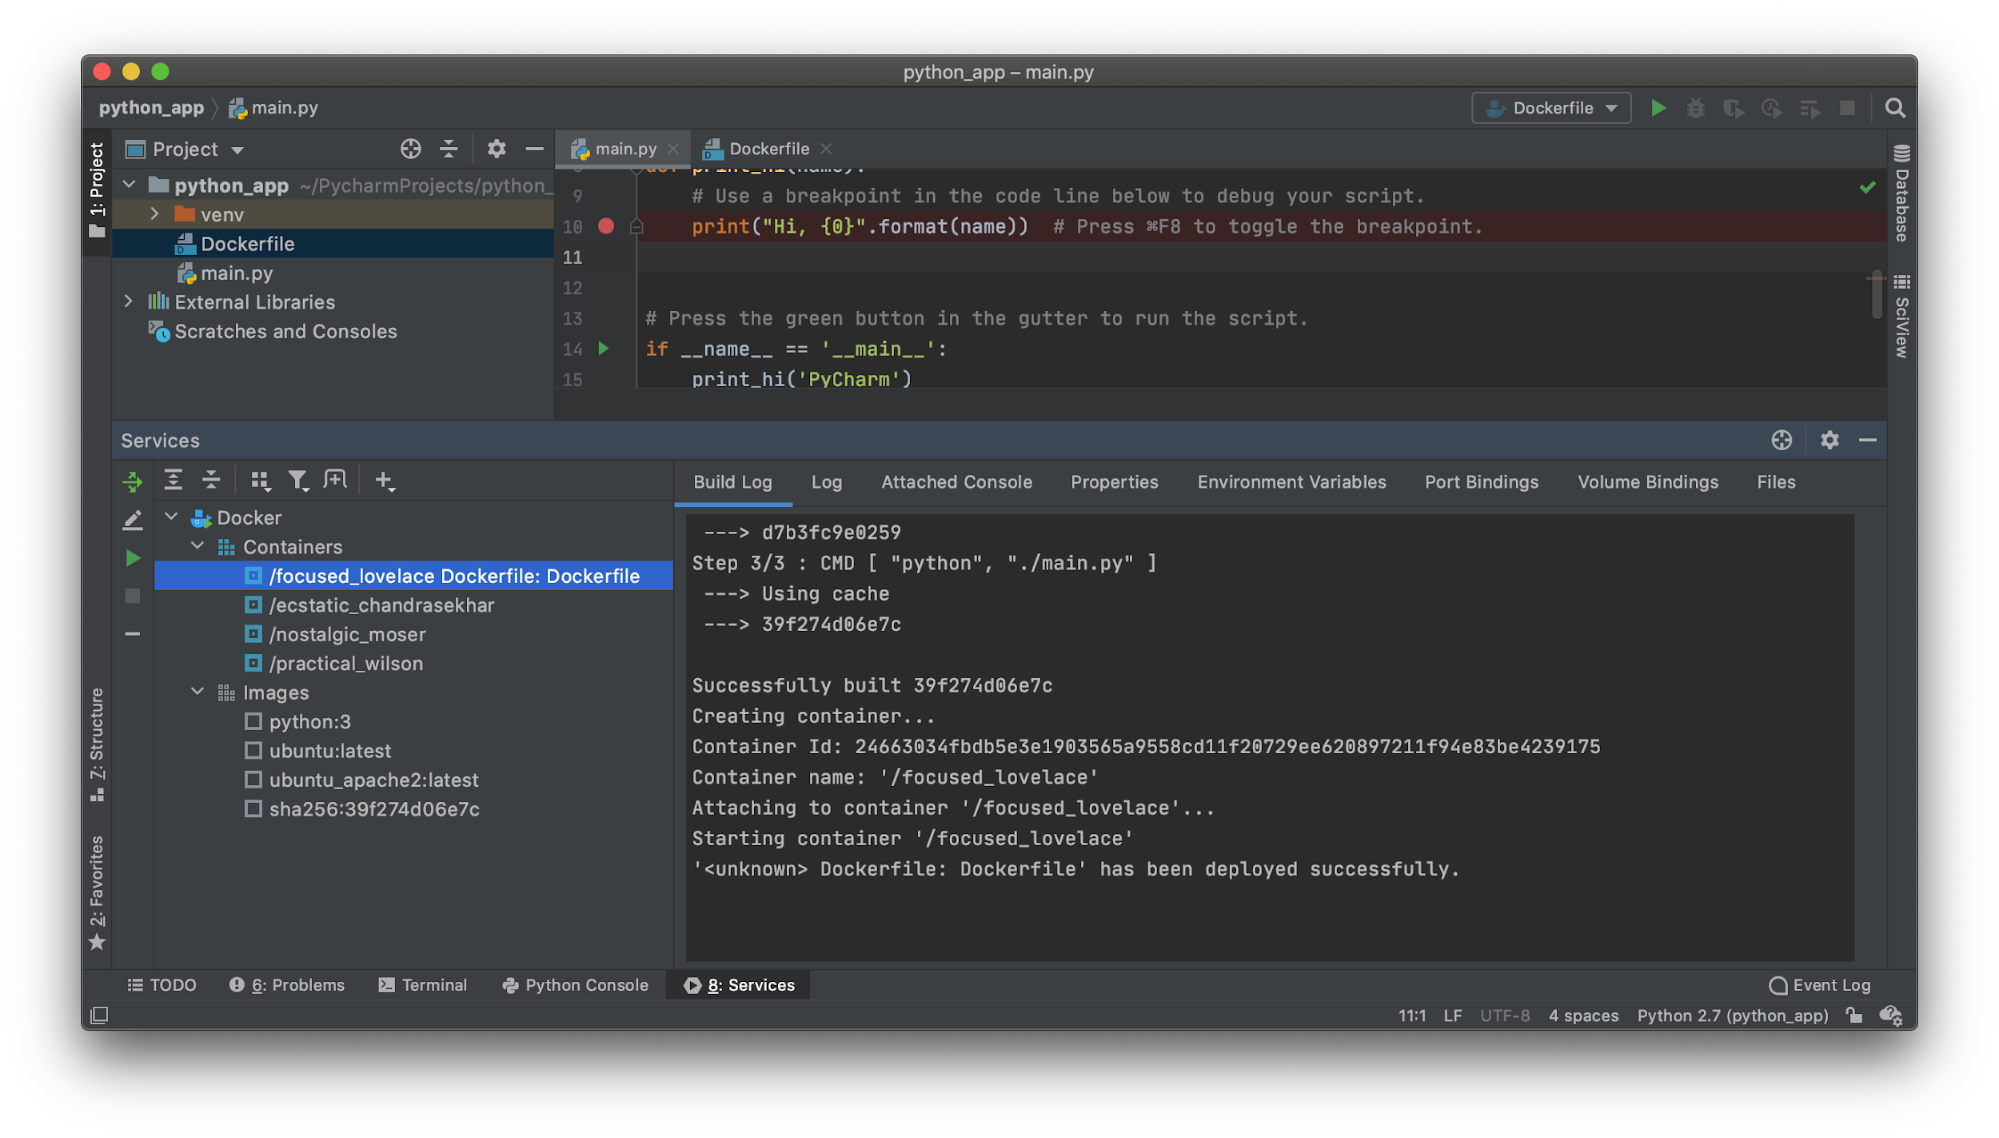 python_app – main.py
python_app main.py
Dockerfile
1: Project
Project
python_app ~/PycharmProjects/python_
venv
Dockerfile
main.py
External Libraries
Scratches and Consoles
main.py
Dockerfile
9 # Use a breakpoint in the code line below to debug your script.
10 print("Hi, {0}".format(name)) # Press ⌘F8 to toggle the breakpoint.
11
12
13 # Press the green button in the gutter to run the script.
14 if __name__ == '__main__':
15 print_hi('PyCharm')
Database
SciView
Services
Docker
Containers
/focused_lovelace Dockerfile: Dockerfile
/ecstatic_chandrasekhar
/nostalgic_moser
/practical_wilson
Images
python:3
ubuntu:latest
ubuntu_apache2:latest
sha256:39f274d06e7c
Build Log Log Attached Console Properties Environment Variables Port Bindings Volume Bindings Files
---> d7b3fc9e0259
Step 3/3 : CMD [ "python", "./main.py" ]
---> Using cache
---> 39f274d06e7c
Successfully built 39f274d06e7c
Creating container...
Container Id: 24663034fbdb5e3e1903565a9558cd11f20729ee620897211f94e83be4239175
Container name: '/focused_lovelace'
Attaching to container '/focused_lovelace'...
Starting container '/focused_lovelace'
'<unknown> Dockerfile: Dockerfile' has been deployed successfully.
7: Structure
2: Favorites
TODO 6: Problems Terminal Python Console 8: Services Event Log
11:1 LF UTF-8 4 spaces Python 2.7 (python_app)